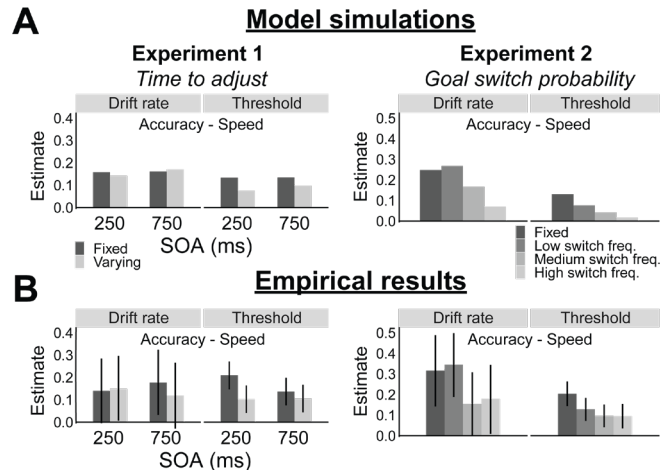 A
Model simulations
Experiment 1
Time to adjust
Drift rate Threshold
Accuracy - Speed
Estimate
0.4
0.3
0.2
0.1
0.0
250 750 250 750
SOA (ms)
Fixed
Varying
Experiment 2
Goal switch probability
Drift rate Threshold
Accuracy - Speed
Estimate
0.5
0.4
0.3
0.2
0.1
0.0
Fixed
Low switch freq.
Medium switch freq.
High switch freq.
B
Empirical results
Drift rate Threshold
Accuracy - Speed
Estimate
0.4
0.3
0.2
0.1
0.0
250 750 250 750
SOA (ms)
Drift rate Threshold
Accuracy - Speed
Estimate
0.5
0.4
0.3
0.2
0.1
0.0